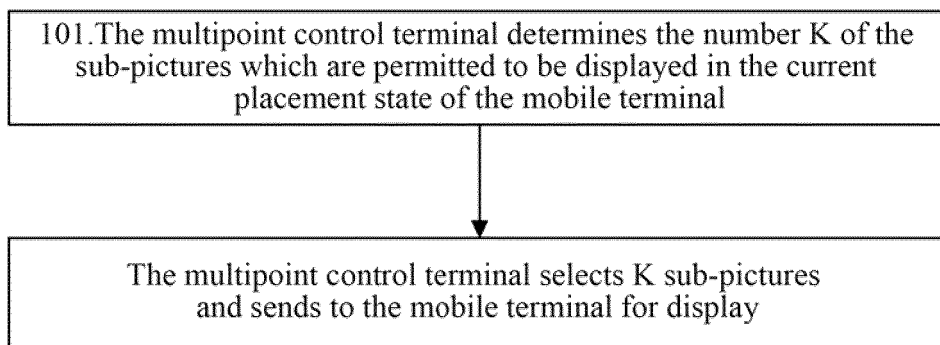 101.The multipoint control terminal determines the number K of the
sub-pictures which are permitted to be displayed in the current
placement state of the mobile terminal
The multipoint control terminal selects K sub-pictures
and sends to the mobile terminal for display